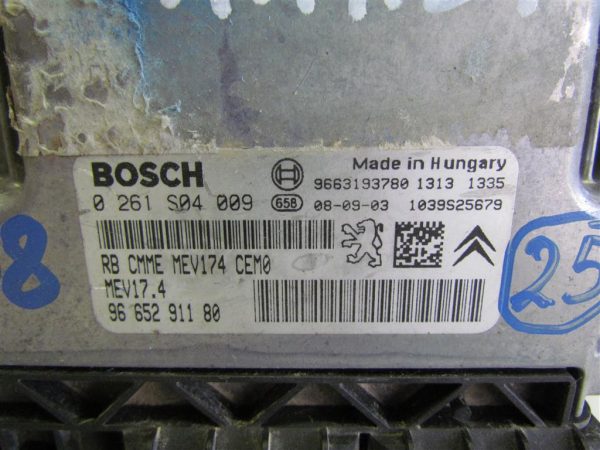 BOSCH
Made in Hungary
9663193780 1313 1335
0 261 S04 009
658
08-09-03 1039S25679
RB CMME MEV174 CEM0
MEV17.4
96 652 911 80
8
25